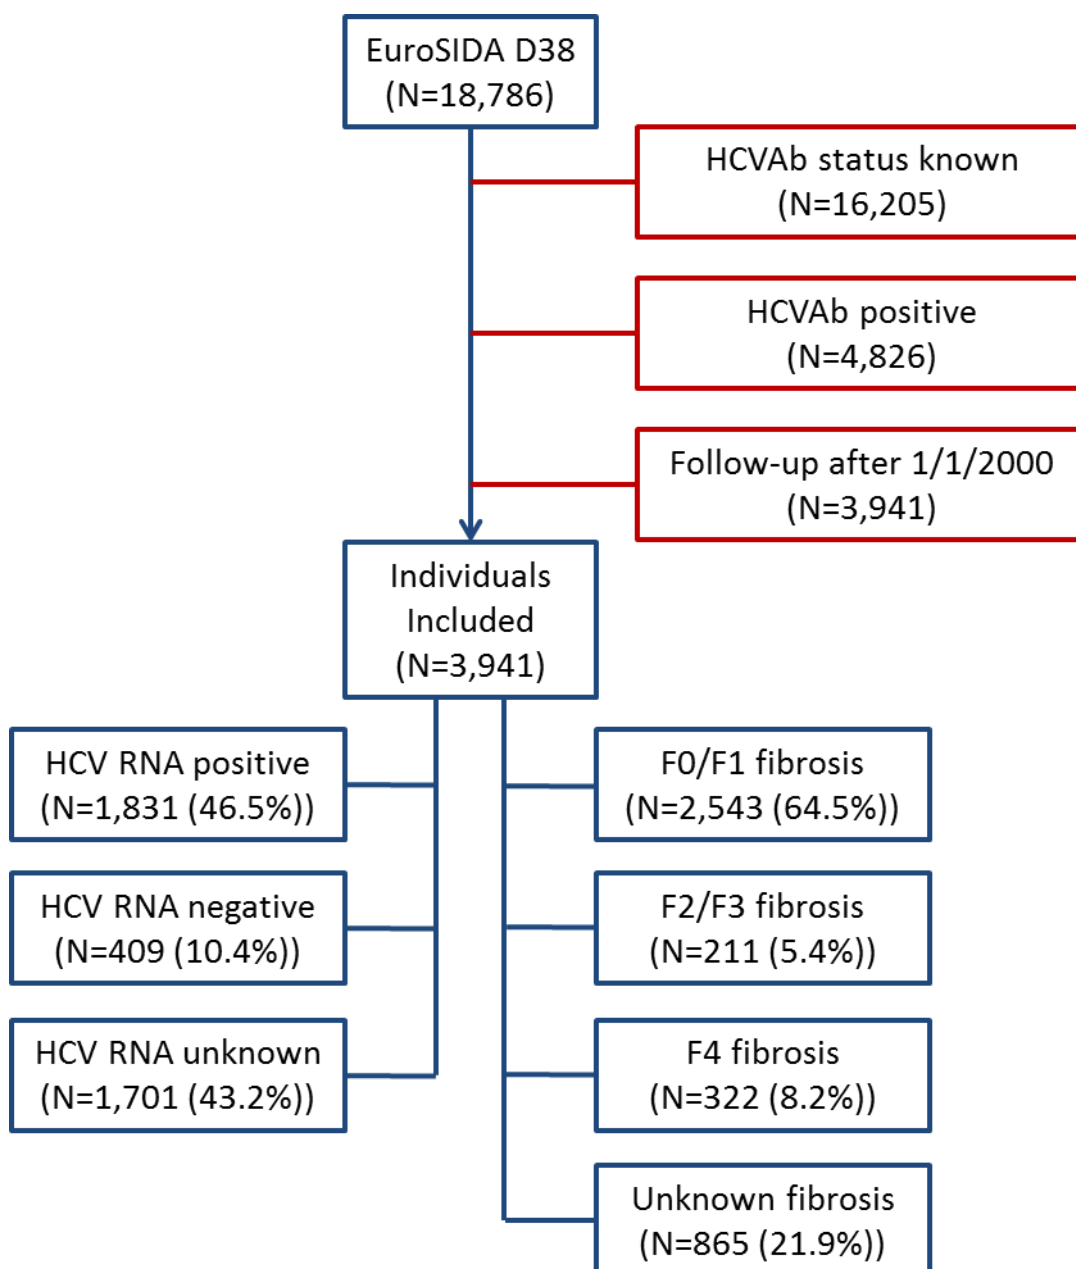 EuroSIDA D38
(N=18,786)
HCVAb status known
(N=16,205)
HCVAb positive
(N=4,826)
Follow-up after 1/1/2000
(N=3,941)
Individuals
Included
(N=3,941)
HCV RNA positive
(N=1,831 (46.5%))
HCV RNA negative
(N=409 (10.4%))
HCV RNA unknown
(N=1,701 (43.2%))
F0/F1 fibrosis
(N=2,543 (64.5%))
F2/F3 fibrosis
(N=211 (5.4%))
F4 fibrosis
(N=322 (8.2%))
Unknown fibrosis
(N=865 (21.9%))